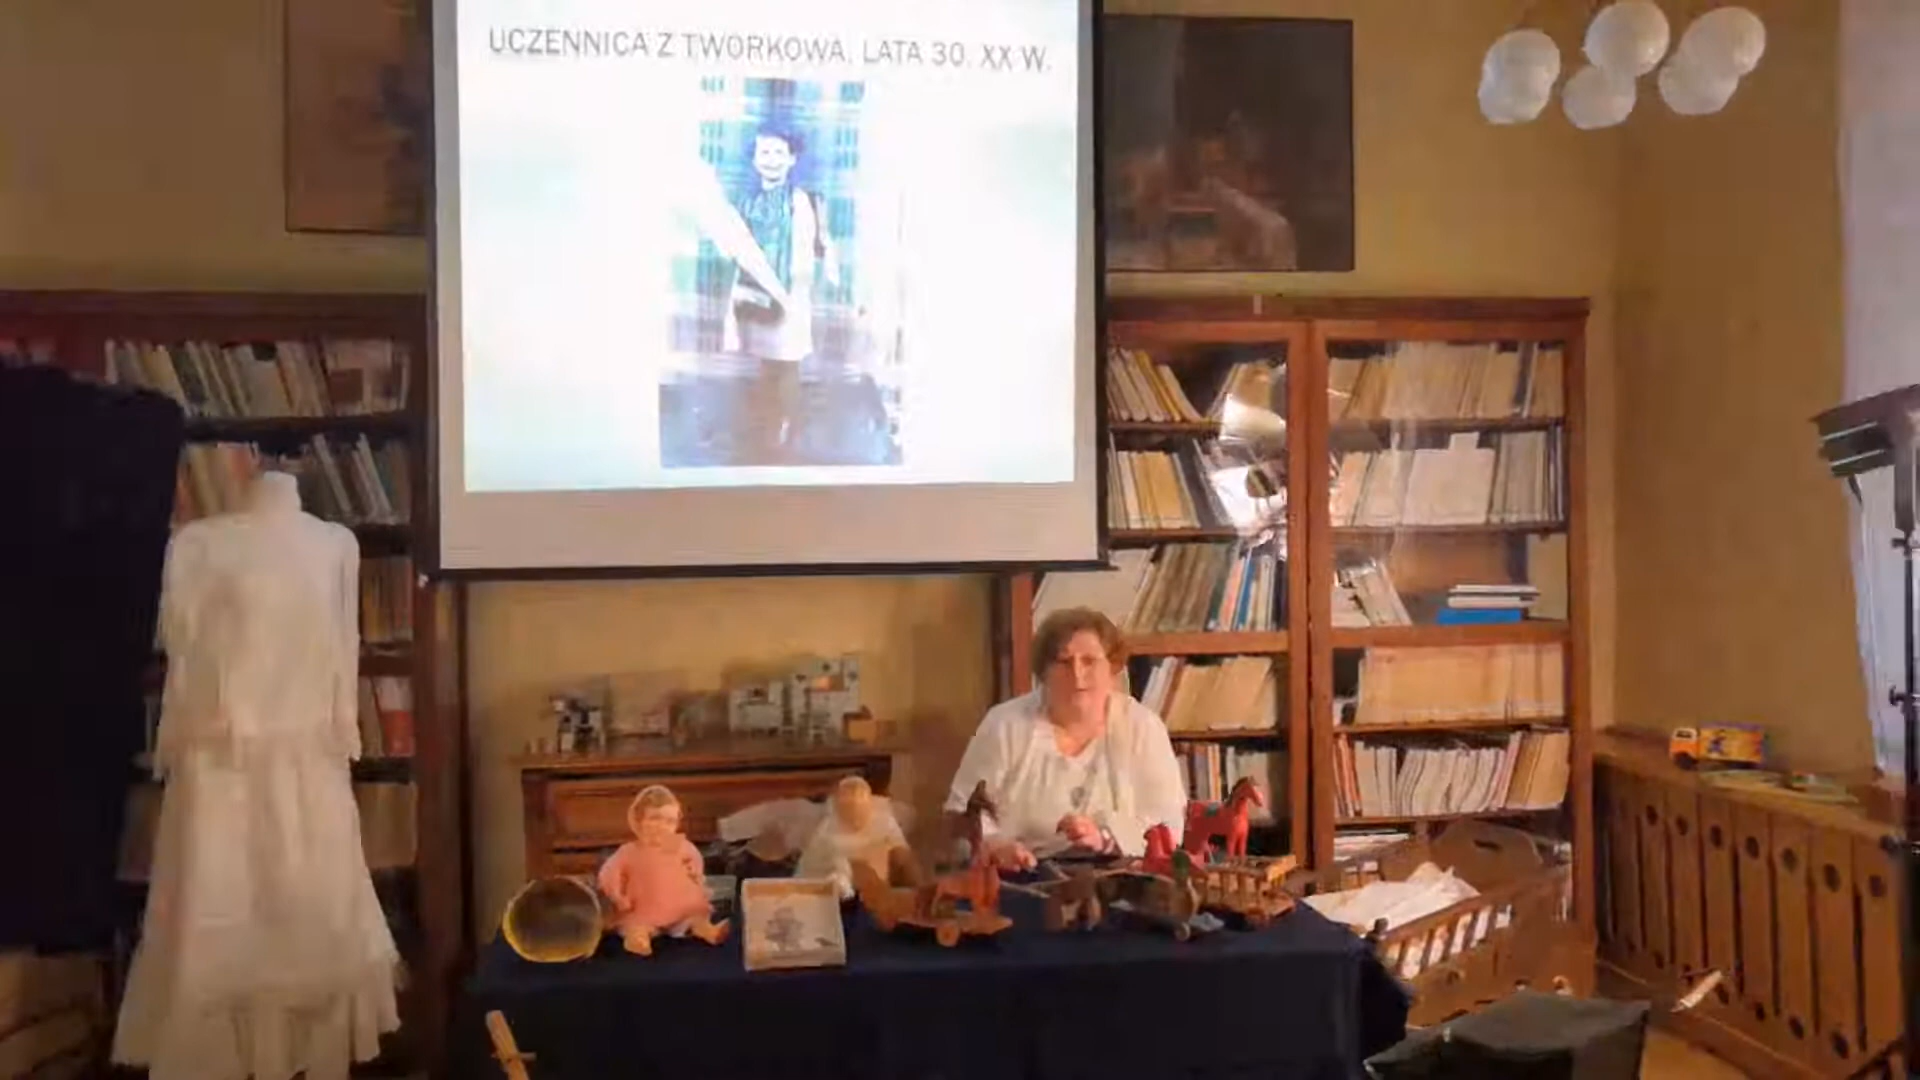 UCZENNICA Z TWORKOWA, LATA 30. XX W.